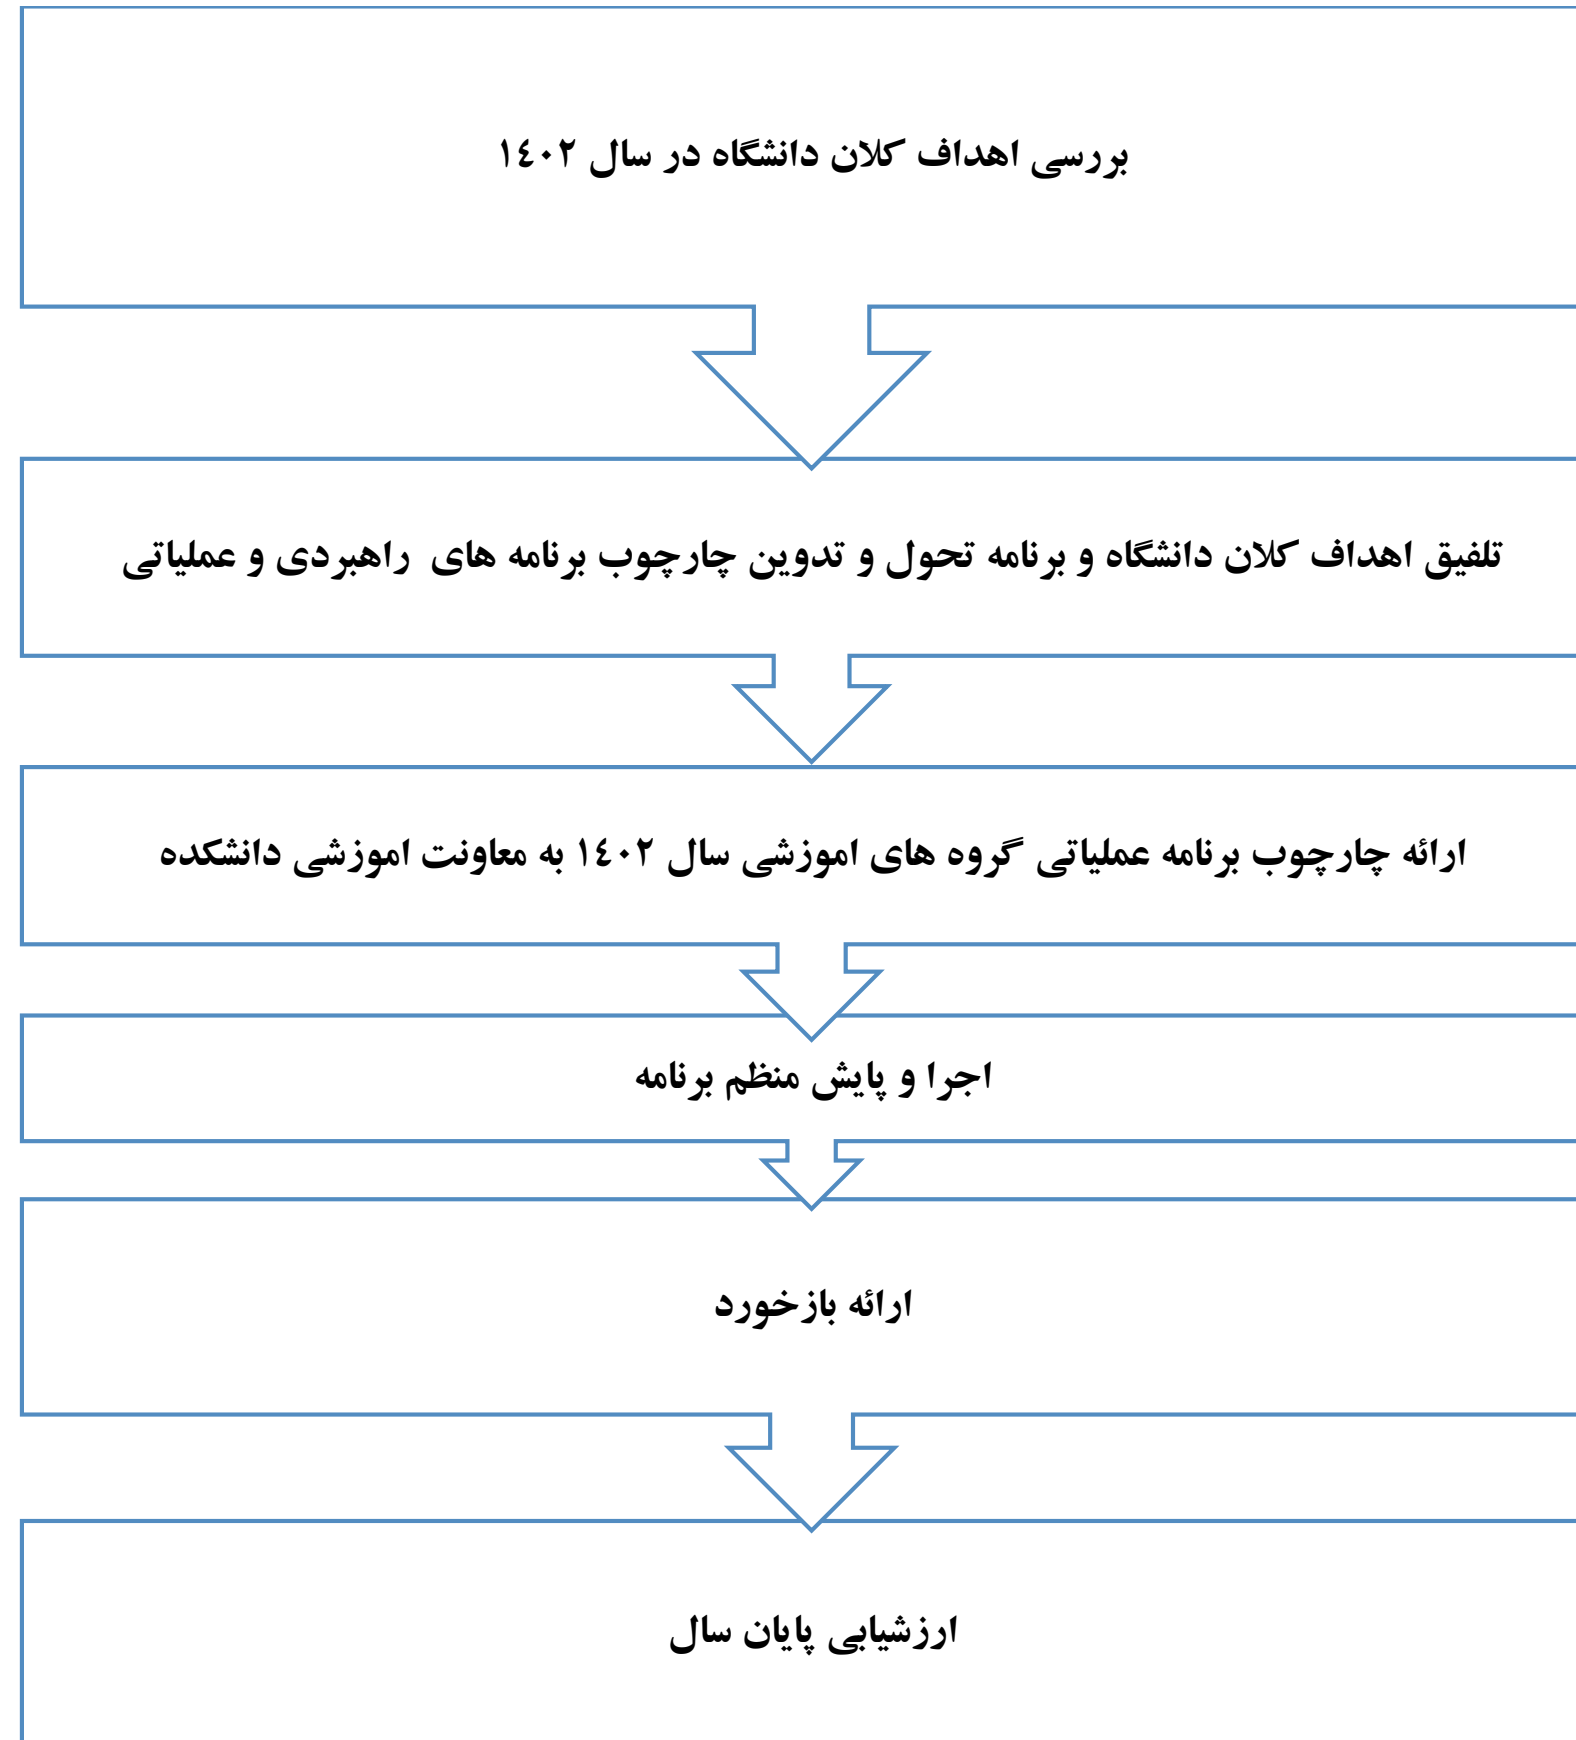 بررسی اهداف کلان دانشگاه در سال ١٤٠٢
تلفیق اهداف کلان دانشگاه و برنامه تحول و تدوین چارچوب برنامه های راهبردی و عملیاتی
ارائه چارچوب برنامه عملیاتی گروه های اموزشی سال ١٤٠٢ به معاونت اموزشی دانشکده
اجرا و پایش منظم برنامه
ارائه بازخورد
ارزشیابی پایان سال